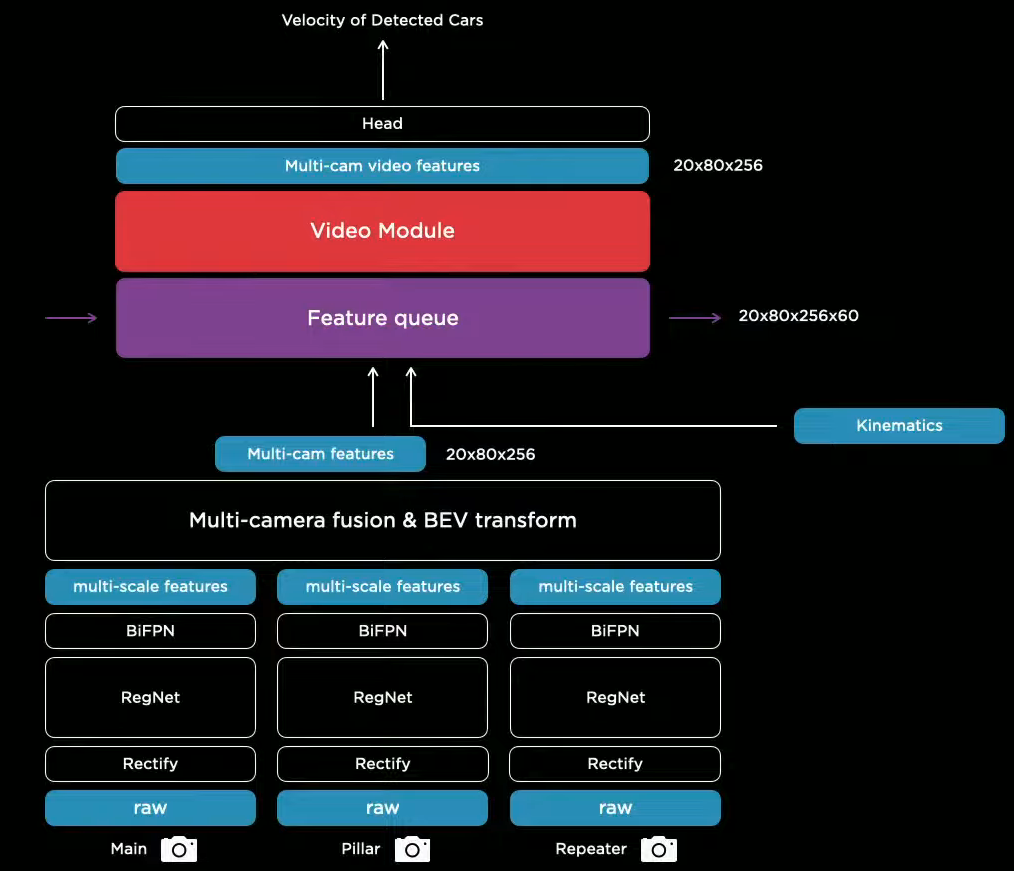 Velocity of Detected Cars
Head
Multi-cam video features
20x80x256
Video Module
Feature queue
20x80x256x60
Kinematics
Multi-cam features
20x80x256
Multi-camera fusion & BEV transform
multi-scale features
multi-scale features
multi-scale features
BiFPN
BiFPN
BiFPN
RegNet
RegNet
RegNet
Rectify
Rectify
Rectify
raw
raw
raw
Main
Pillar
Repeater